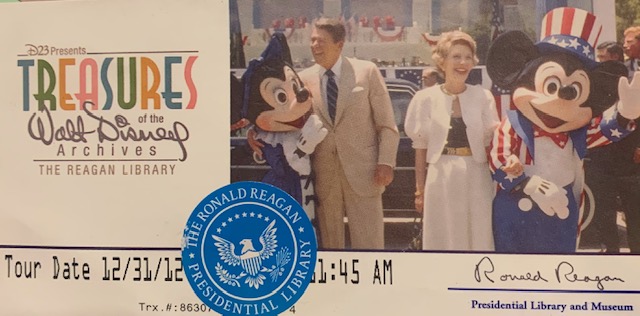 D23 Presents
TREASURES
of the
Walt Disney
Archives
THE REAGAN LIBRARY
THE RONALD REAGAN
PRESIDENTIAL LIBRARY
Tour Date 12/31/12
1:45 AM
Trx.#:8630
4
Ronald Reagan
Presidential Library and Museum